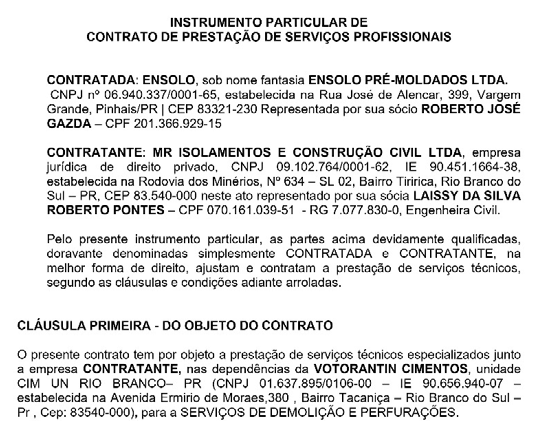 INSTRUMENTO PARTICULAR DE
CONTRATO DE PRESTAÇÃO DE SERVIÇOS PROFISSIONAIS
CONTRATADA: ENSOLO, sob nome fantasia ENSOLO PRÉ-MOLDADOS LTDA.
CNPJ nº 06.940.337/0001-65, estabelecida na Rua José de Alencar, 399, Vargem
Grande, Pinhais/PR | CEP 83321-230 Representada por sua sócio ROBERTO JOSÉ
GAZDA – CPF 201.366.929-15
CONTRATANTE: MR ISOLAMENTOS E CONSTRUÇÃO CIVIL LTDA, empresa
jurídica de direito privado, CNPJ 09.102.764/0001-62, IE 90.451.1664-38,
estabelecida na Rodovia dos Minérios, Nº 634 – SL 02, Bairro Tiririca, Rio Branco do
Sul – PR, CEP 83.540-000 neste ato representado por sua sócia LAISSY DA SILVA
ROBERTO PONTES – CPF 070.161.039-51 - RG 7.077.830-0, Engenheira Civil.
Pelo presente instrumento particular, as partes acima devidamente qualificadas,
doravante denominadas simplesmente CONTRATADA e CONTRATANTE, na
melhor forma de direito, ajustam e contratam a prestação de serviços técnicos,
segundo as cláusulas e condições adiante arroladas.
CLÁUSULA PRIMEIRA - DO OBJETO DO CONTRATO
O presente contrato tem por objeto a prestação de serviços técnicos especializados junto
a empresa CONTRATANTE, nas dependências da VOTORANTIN CIMENTOS, unidade
CIM UN RIO BRANCO– PR (CNPJ 01.637.895/0106-00 – IE 90.656.940-07 –
estabelecida na Avenida Ermirio de Moraes,380 , Bairro Tacaniça – Rio Branco do Sul –
Pr , Cep: 83540-000), para a SERVIÇOS DE DEMOLIÇÃO E PERFURAÇÕES.